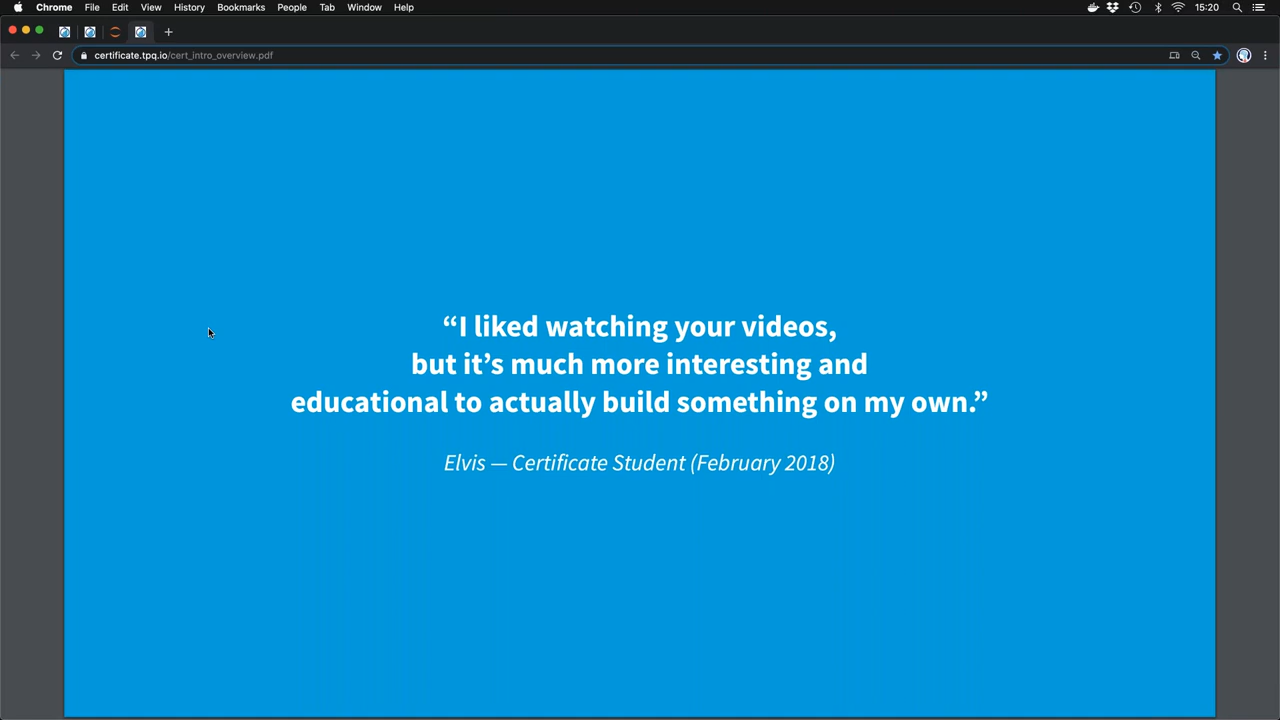 Chrome File Edit View History Bookmarks People Tab Window Help 15:20
certificate.tpq.io/cert_intro_overview.pdf
“I liked watching your videos,
but it’s much more interesting and
educational to actually build something on my own.”
Elvis — Certificate Student (February 2018)